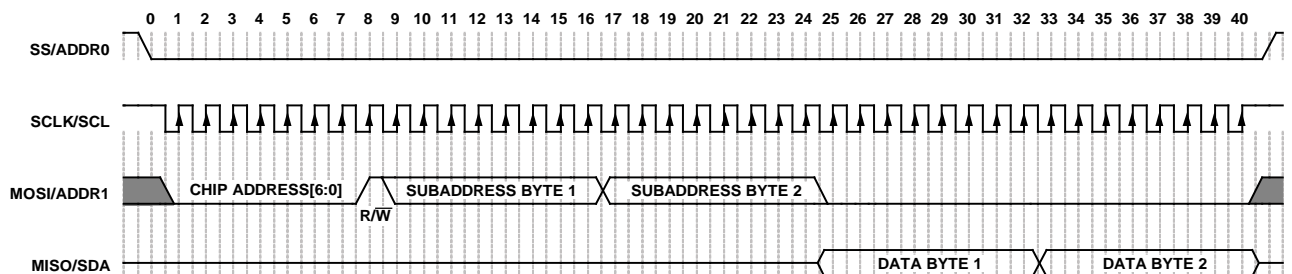 0 1 2 3 4 5 6 7 8 9 10 11 12 13 14 15 16 17 18 19 20 21 22 23 24 25 26 27 28 29 30 31 32 33 34 35 25 36 37 38 39 40
SS/ADDR0
SCLK/SCL
MOSI/ADDR1 CHIP ADDRESS[6:0] SUBADDRESS BYTE 1 SUBADDRESS BYTE 2
R/W̅
MISO/SDA DATA BYTE 1 DATA BYTE 2